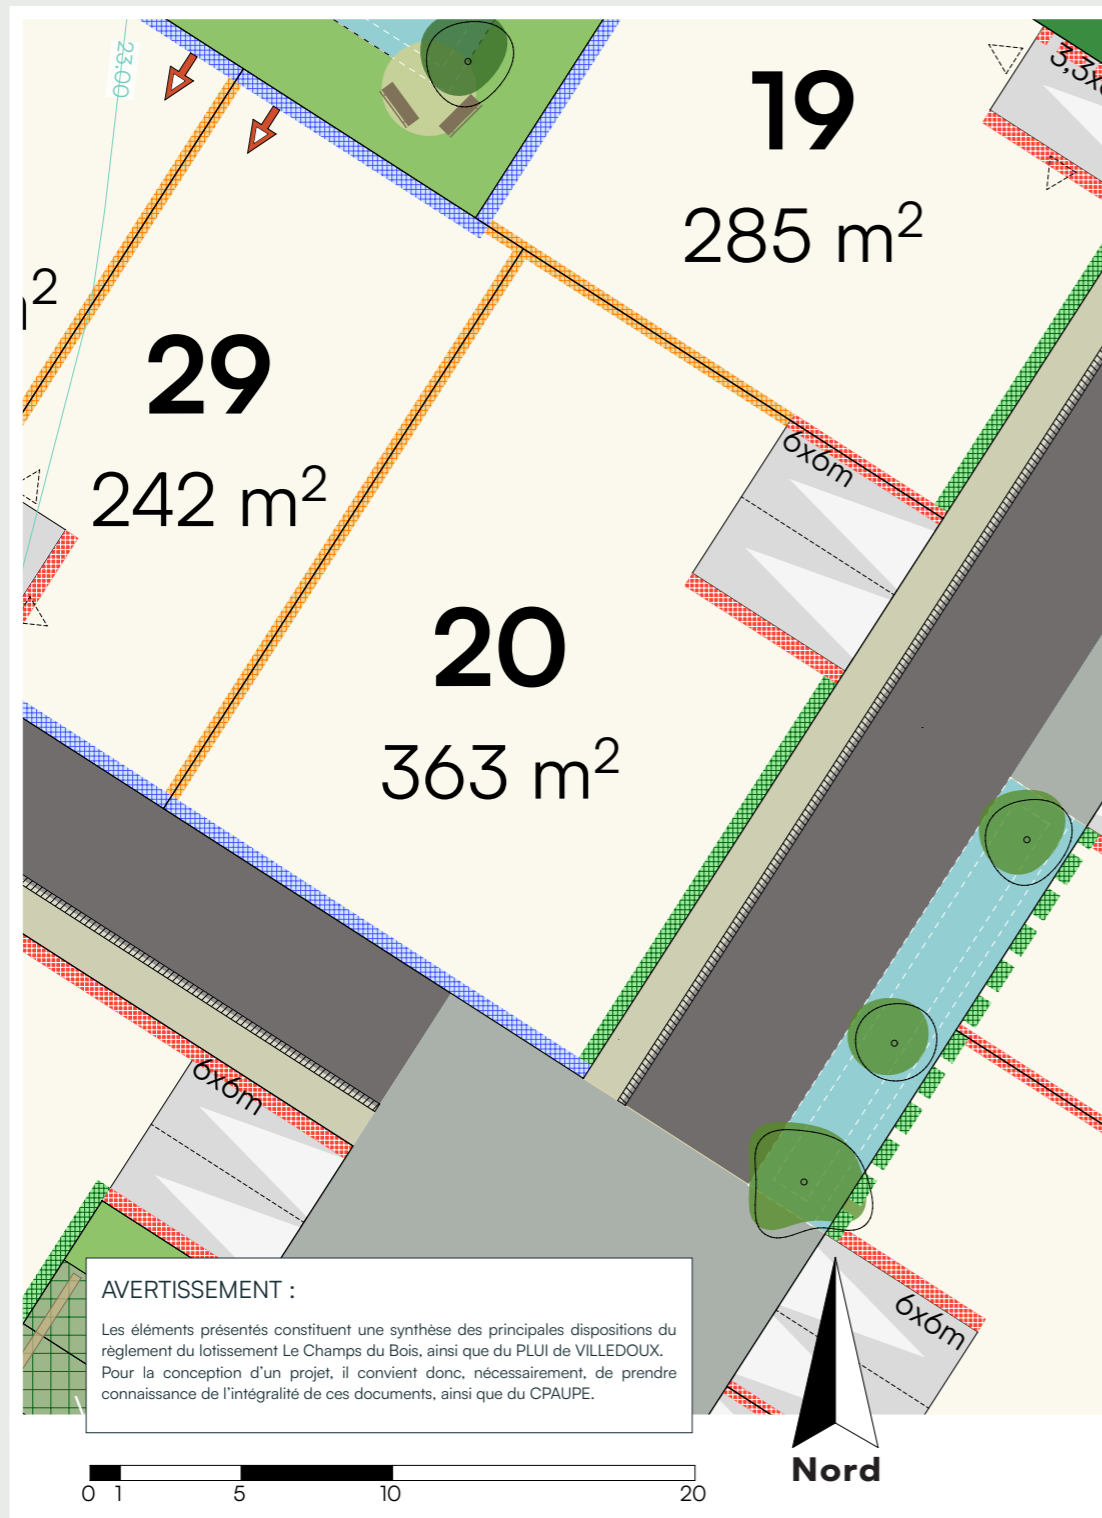 23.00
19
285 m²
m²
29
242 m²
6x6m
20
363 m²
6x6m
6x6m
AVERTISSEMENT :
Les éléments présentés constituent une synthèse des principales dispositions du
règlement du lotissement Le Champs du Bois, ainsi que du PLUI de VILLEDOUX.
Pour la conception d'un projet, il convient donc, nécessairement, de prendre
connaissance de l'intégralité de ces documents, ainsi que du CPAUPE.
0 1 5 10 20
Nord